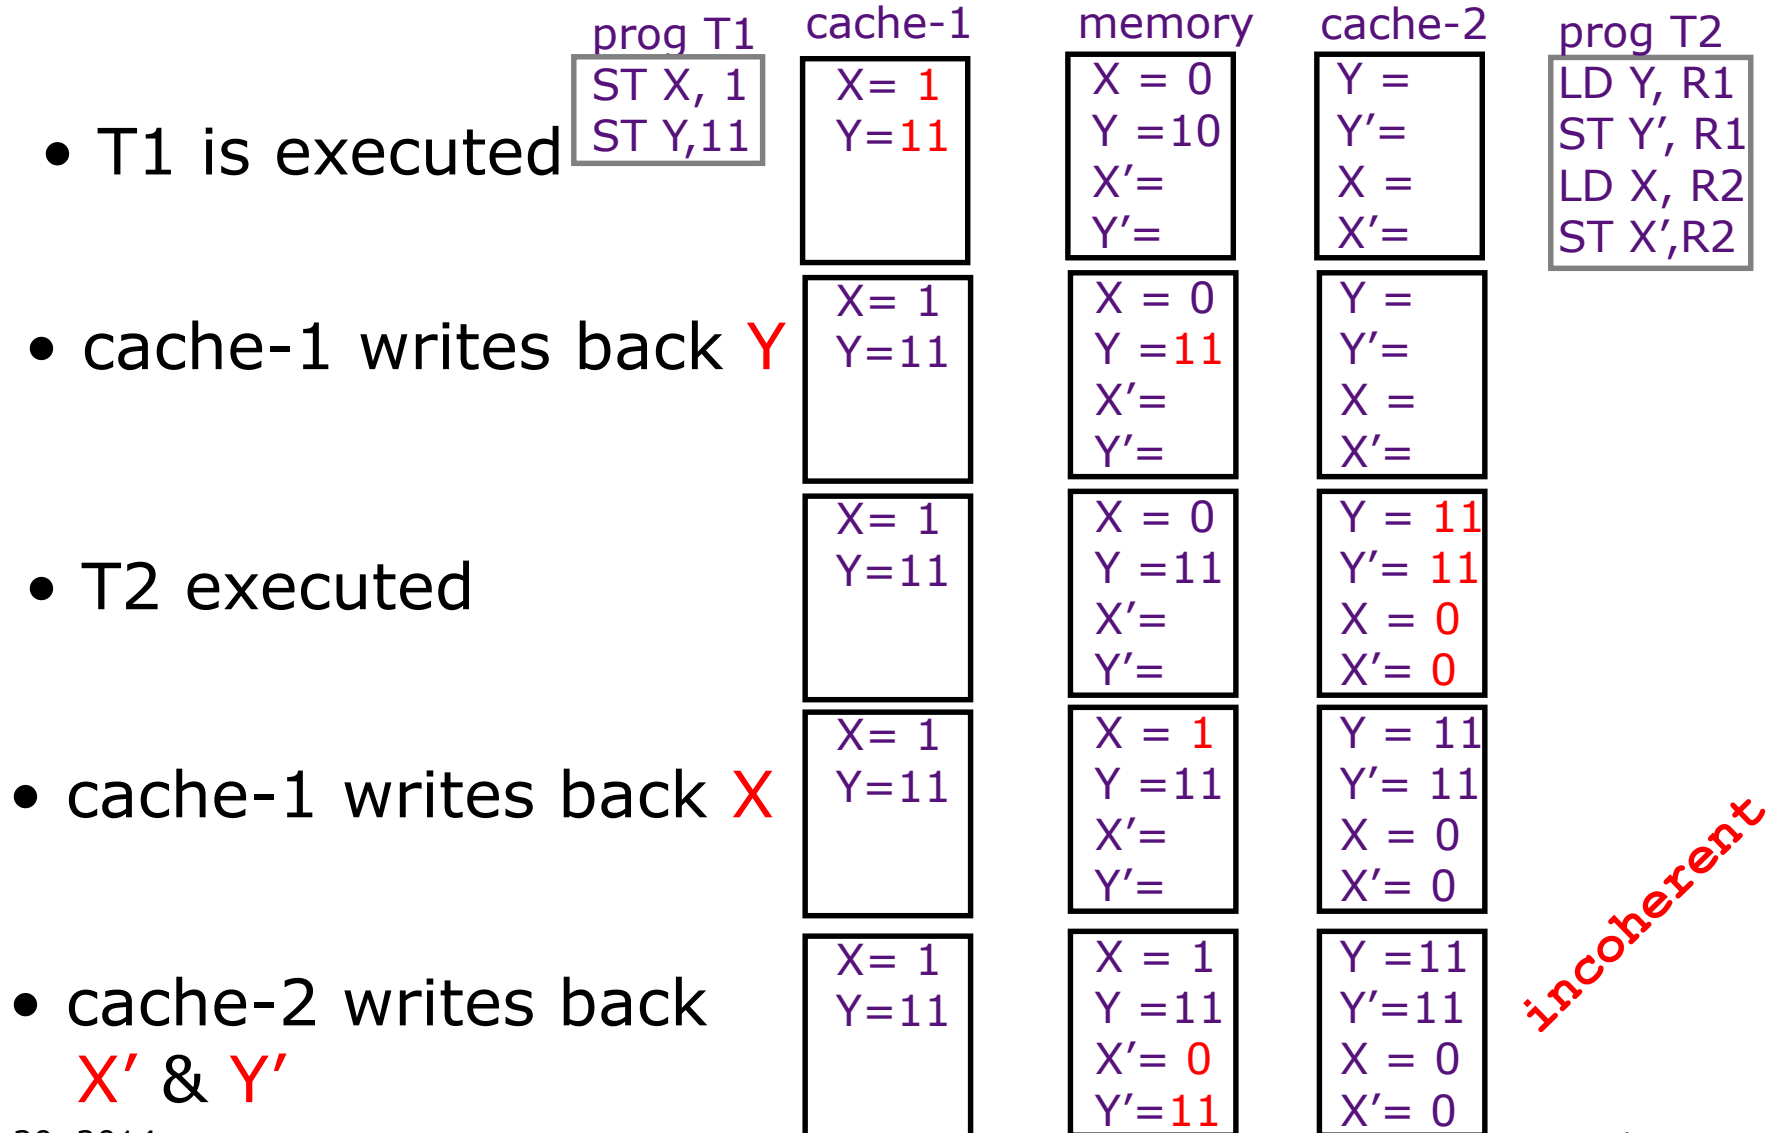 prog T1
cache-1
memory
cache-2
prog T2
ST X, 1
ST Y,11
• T1 is executed
X= 1
Y=11
X = 0
Y =10
X'=
Y'=
Y =
Y'=
X =
X'=
LD Y, R1
ST Y', R1
LD X, R2
ST X',R2
• cache-1 writes back Y
X= 1
Y=11
X = 0
Y =11
X'=
Y'=
Y =
Y'=
X =
X'=
• T2 executed
X= 1
Y=11
X = 0
Y =11
X'=
Y'=
Y = 11
Y'= 11
X = 0
X'= 0
• cache-1 writes back X
X= 1
Y=11
X = 1
Y =11
X'=
Y'=
Y = 11
Y'= 11
X = 0
X'= 0
• cache-2 writes back
X' & Y'
X= 1
Y=11
X = 1
Y =11
X'= 0
Y'=11
Y =11
Y'=11
X = 0
X'= 0
incoherent